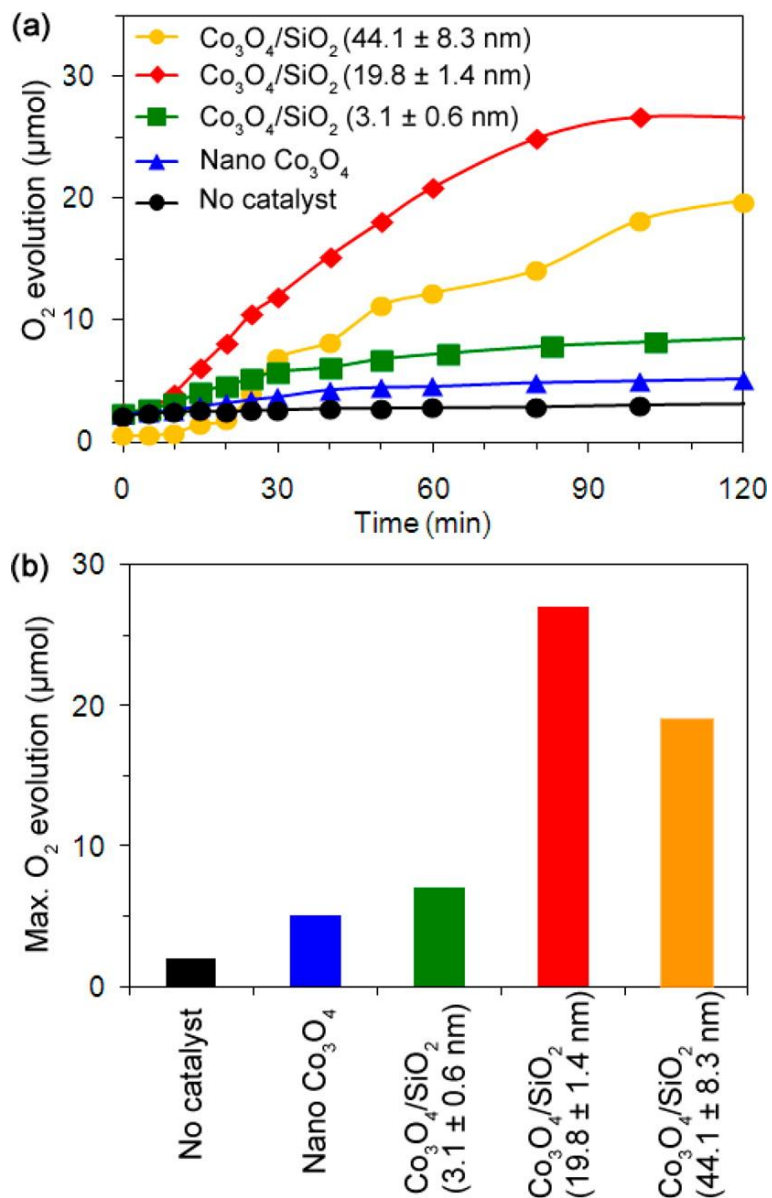 (a)
Co₃O₄/SiO₂ (44.1 ± 8.3 nm)
Co₃O₄/SiO₂ (19.8 ± 1.4 nm)
Co₃O₄/SiO₂ (3.1 ± 0.6 nm)
Nano Co₃O₄
No catalyst
O₂ evolution (μmol)
30
20
10
0
0 30 60 90 120
Time (min)
(b)
Max. O₂ evolution (μmol)
30
20
10
0
No catalyst
Nano Co₃O₄
Co₃O₄/SiO₂
(3.1 ± 0.6 nm)
Co₃O₄/SiO₂
(19.8 ± 1.4 nm)
Co₃O₄/SiO₂
(44.1 ± 8.3 nm)